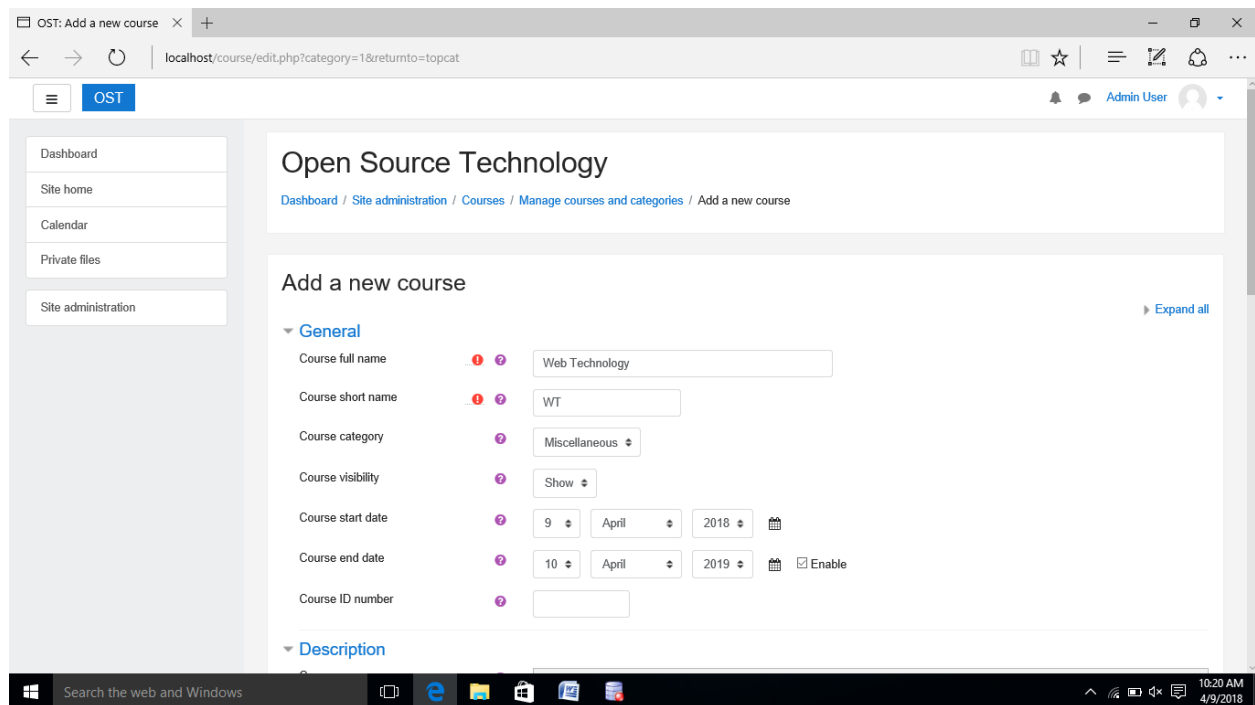 OST: Add a new course
localhost/course/edit.php?category=1&returnto=topcat
OST
Admin User
Dashboard
Site home
Calendar
Private files
Site administration
Open Source Technology
Dashboard / Site administration / Courses / Manage courses and categories / Add a new course
Add a new course
Expand all
General
Course full name Web Technology
Course short name WT
Course category Miscellaneous
Course visibility Show
Course start date 9 April 2018
Course end date 10 April 2019 Enable
Course ID number
Description
Search the web and Windows
10:20 AM
4/9/2018